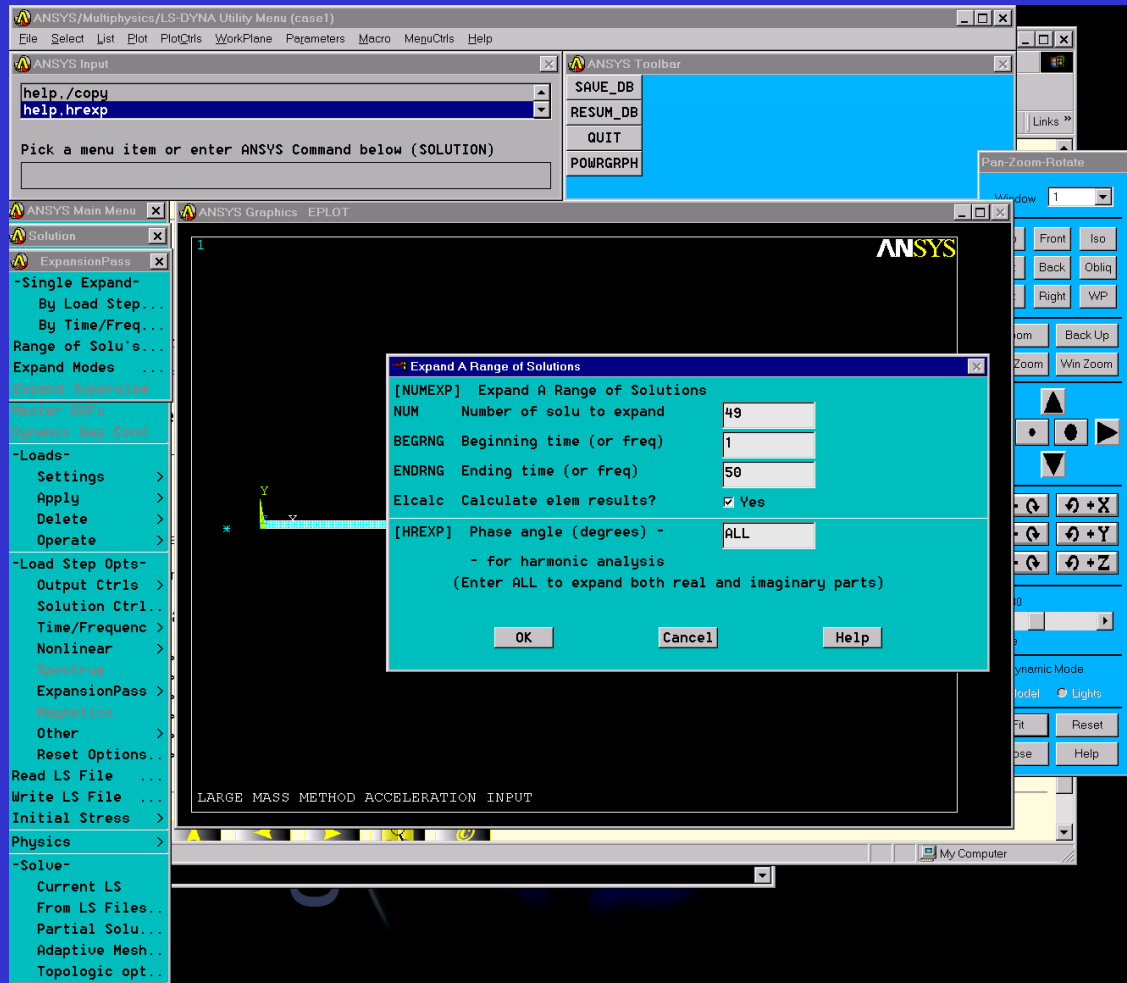 ANSYS/Multiphysics/LS-DYNA Utility Menu (case1)
File Select List Plot PlotCtrls WorkPlane Parameters Macro MenuCtrls Help
ANSYS Input
help,/copy
help,hrexp
Pick a menu item or enter ANSYS Command below (SOLUTION)
ANSYS Toolbar
SAVE_DB
RESUM_DB
QUIT
POWRGRPH
Links »
Pan-Zoom-Rotate
Window 1
Front Iso
Back Obliq
Right WP
Back Up
Zoom Win Zoom
+X
+Y
+Z
Lights
Fit Reset
Help
ANSYS Main Menu
Solution
ExpansionPass
-Single Expand-
By Load Step...
By Time/Freq...
Range of Solu's...
Expand Modes ...
Expand Superelem
Master DOFs
Dynamic Gap Cond
-Loads-
Settings >
Apply >
Delete >
Operate >
-Load Step Opts-
Output Ctrls >
Solution Ctrl..
Time/Frequenc >
Nonlinear >
Spectrum
ExpansionPass >
Magnetics
Other >
Reset Options..
Read LS File ...
Write LS File ...
Initial Stress >
Physics >
-Solve-
Current LS
From LS Files..
Partial Solu..
Adaptive Mesh..
Topologic opt..
ANSYS Graphics EPLOT
1
ANSYS
Y
LARGE MASS METHOD ACCELERATION INPUT
Expand A Range of Solutions
[NUMEXP] Expand A Range of Solutions
NUM Number of solu to expand 49
BEGRNG Beginning time (or freq) 1
ENDRNG Ending time (or freq) 50
Elcalc Calculate elem results? Yes
[HREXP] Phase angle (degrees) - ALL
- for harmonic analysis
(Enter ALL to expand both real and imaginary parts)
OK Cancel Help
My Computer